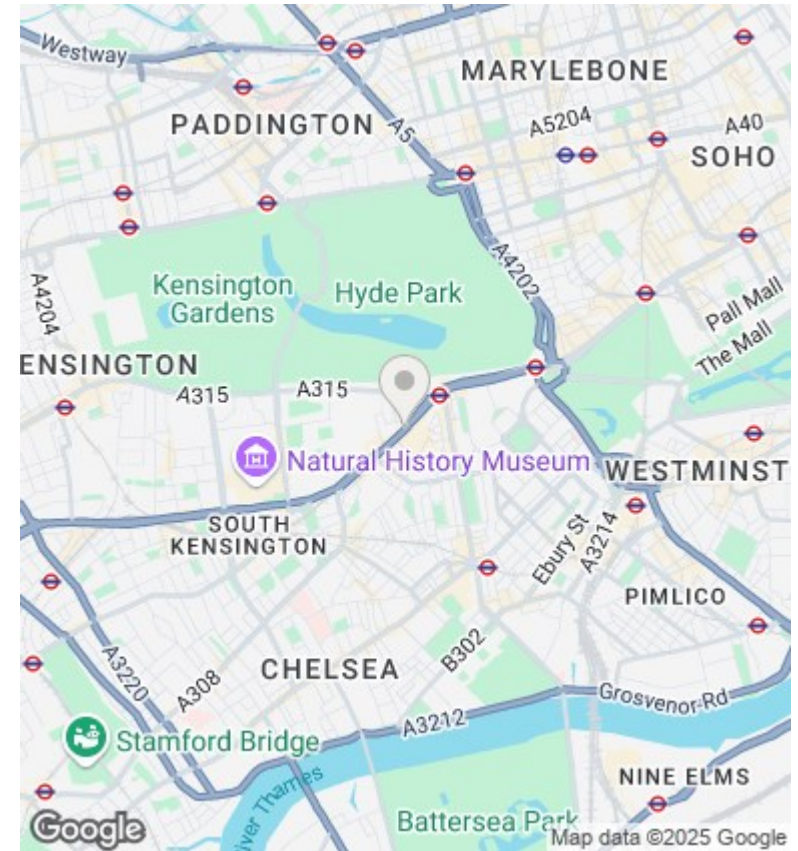 Westway
MARYLEBONE
PADDINGTON
A5
A5204
A40
SOHO
A4202
A4204
Kensington
Gardens
Hyde Park
Pall Mall
The Mall
ENSINGTON
A315
A315
Natural History Museum
WESTMINST
SOUTH
KENSINGTON
Ebury St
A3214
PIMLICO
A3220
A308
CHELSEA
B302
Grosvenor Rd
A3212
Stamford Bridge
River Thames
NINE ELMS
Battersea Park
Google
Map data ©2025 Google